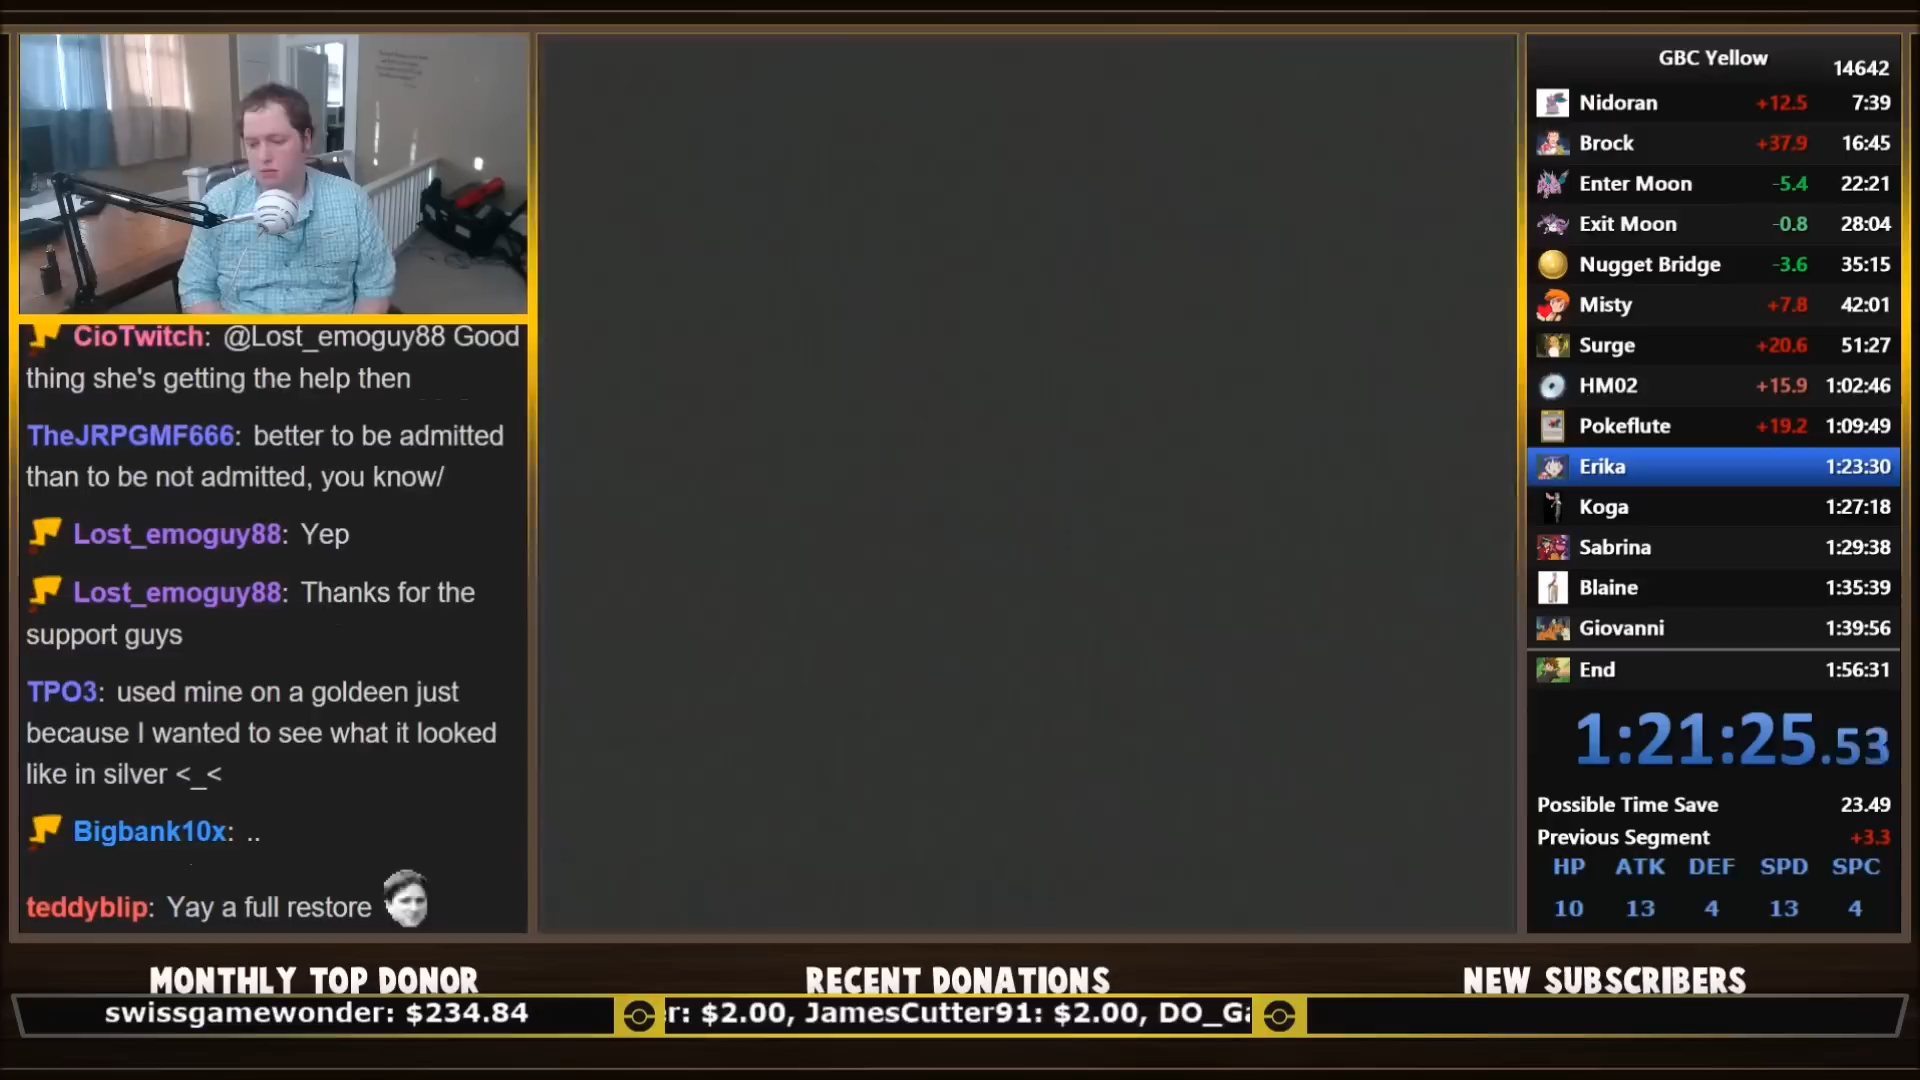 CioTwitch: @Lost_emoguy88 Good
thing she's getting the help then
TheJRPGMF666: better to be admitted
than to be not admitted, you know/
Lost_emoguy88: Yep
Lost_emoguy88: Thanks for the
support guys
TPO3: used mine on a goldeen just
because I wanted to see what it looked
like in silver <_<
Bigbank10x: ..
teddyblip: Yay a full restore
GBC Yellow 14642
Nidoran +12.5 7:39
Brock +37.9 16:45
Enter Moon -5.4 22:21
Exit Moon -0.8 28:04
Nugget Bridge -3.6 35:15
Misty +7.8 42:01
Surge +20.6 51:27
HM02 +15.9 1:02:46
Pokeflute +19.2 1:09:49
Erika 1:23:30
Koga 1:27:18
Sabrina 1:29:38
Blaine 1:35:39
Giovanni 1:39:56
End 1:56:31
1:21:25.53
Possible Time Save 23.49
Previous Segment +3.3
HP ATK DEF SPD SPC
10 13 4 13 4
MONTHLY TOP DONOR
swissgamewonder: $234.84
RECENT DONATIONS
r: $2.00, JamesCutter91: $2.00, DO_Ga
NEW SUBSCRIBERS